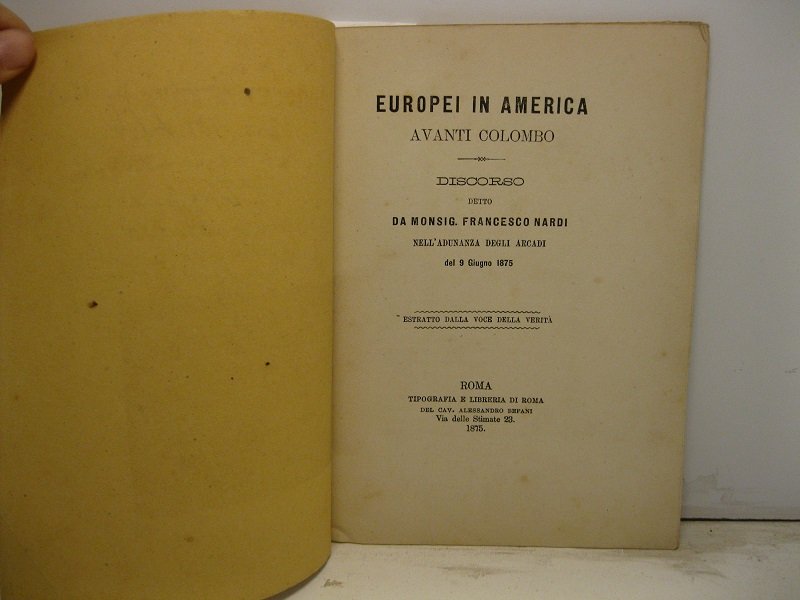 EUROPEI IN AMERICA
AVANTI COLOMBO
DISCORSO
DETTO
DA MONSIG. FRANCESCO NARDI
NELL'ADUNANZA DEGLI ARCADI
del 9 Giugno 1875
ESTRATTO DALLA VOCE DELLA VERITÀ
ROMA
TIPOGRAFIA E LIBRERIA DI ROMA
DEL CAV. ALESSANDRO BEFANI
Via delle Stimate 23.
1875.